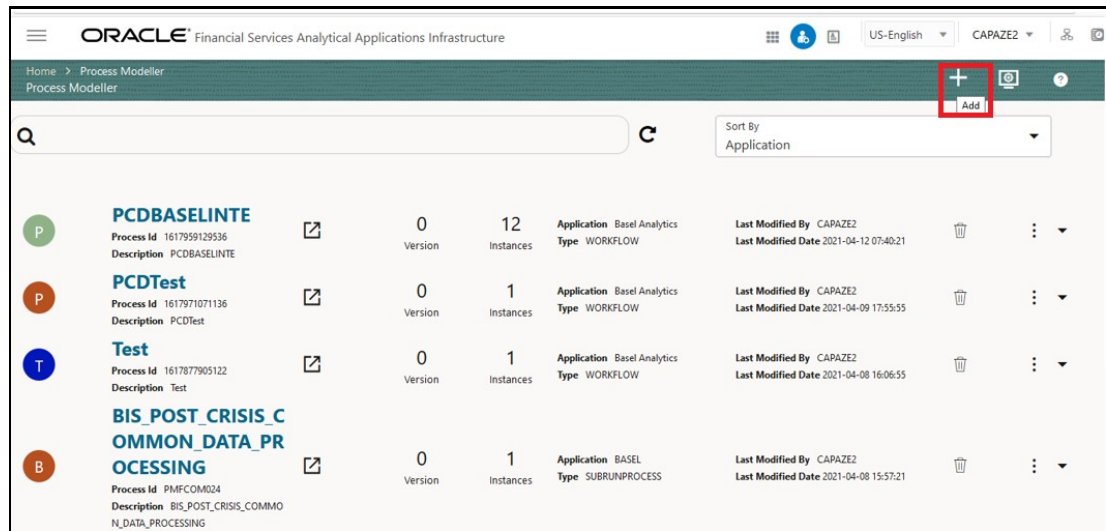 ORACLE® Financial Services Analytical Applications Infrastructure
US-English
CAPAZE2
Home > Process Modeller
Process Modeller
Add
Sort By
Application
P
PCDBASELINTE
Process Id 1617959129536
Description PCDBASELINTE
0
Version
12
Instances
Application Basel Analytics
Type WORKFLOW
Last Modified By CAPAZE2
Last Modified Date 2021-04-12 07:40:21
P
PCDTest
Process Id 1617971071136
Description PCDTest
0
Version
1
Instances
Application Basel Analytics
Type WORKFLOW
Last Modified By CAPAZE2
Last Modified Date 2021-04-09 17:55:55
T
Test
Process Id 1617877905122
Description Test
0
Version
1
Instances
Application Basel Analytics
Type WORKFLOW
Last Modified By CAPAZE2
Last Modified Date 2021-04-08 16:06:55
B
BIS_POST_CRISIS_C
OMMON_DATA_PR
OCESSING
Process Id PMFCOM024
Description BIS_POST_CRISIS_COMMO
N_DATA_PROCESSING
0
Version
1
Instances
Application BASEL
Type SUBRUNPROCESS
Last Modified By CAPAZE2
Last Modified Date 2021-04-08 15:57:21